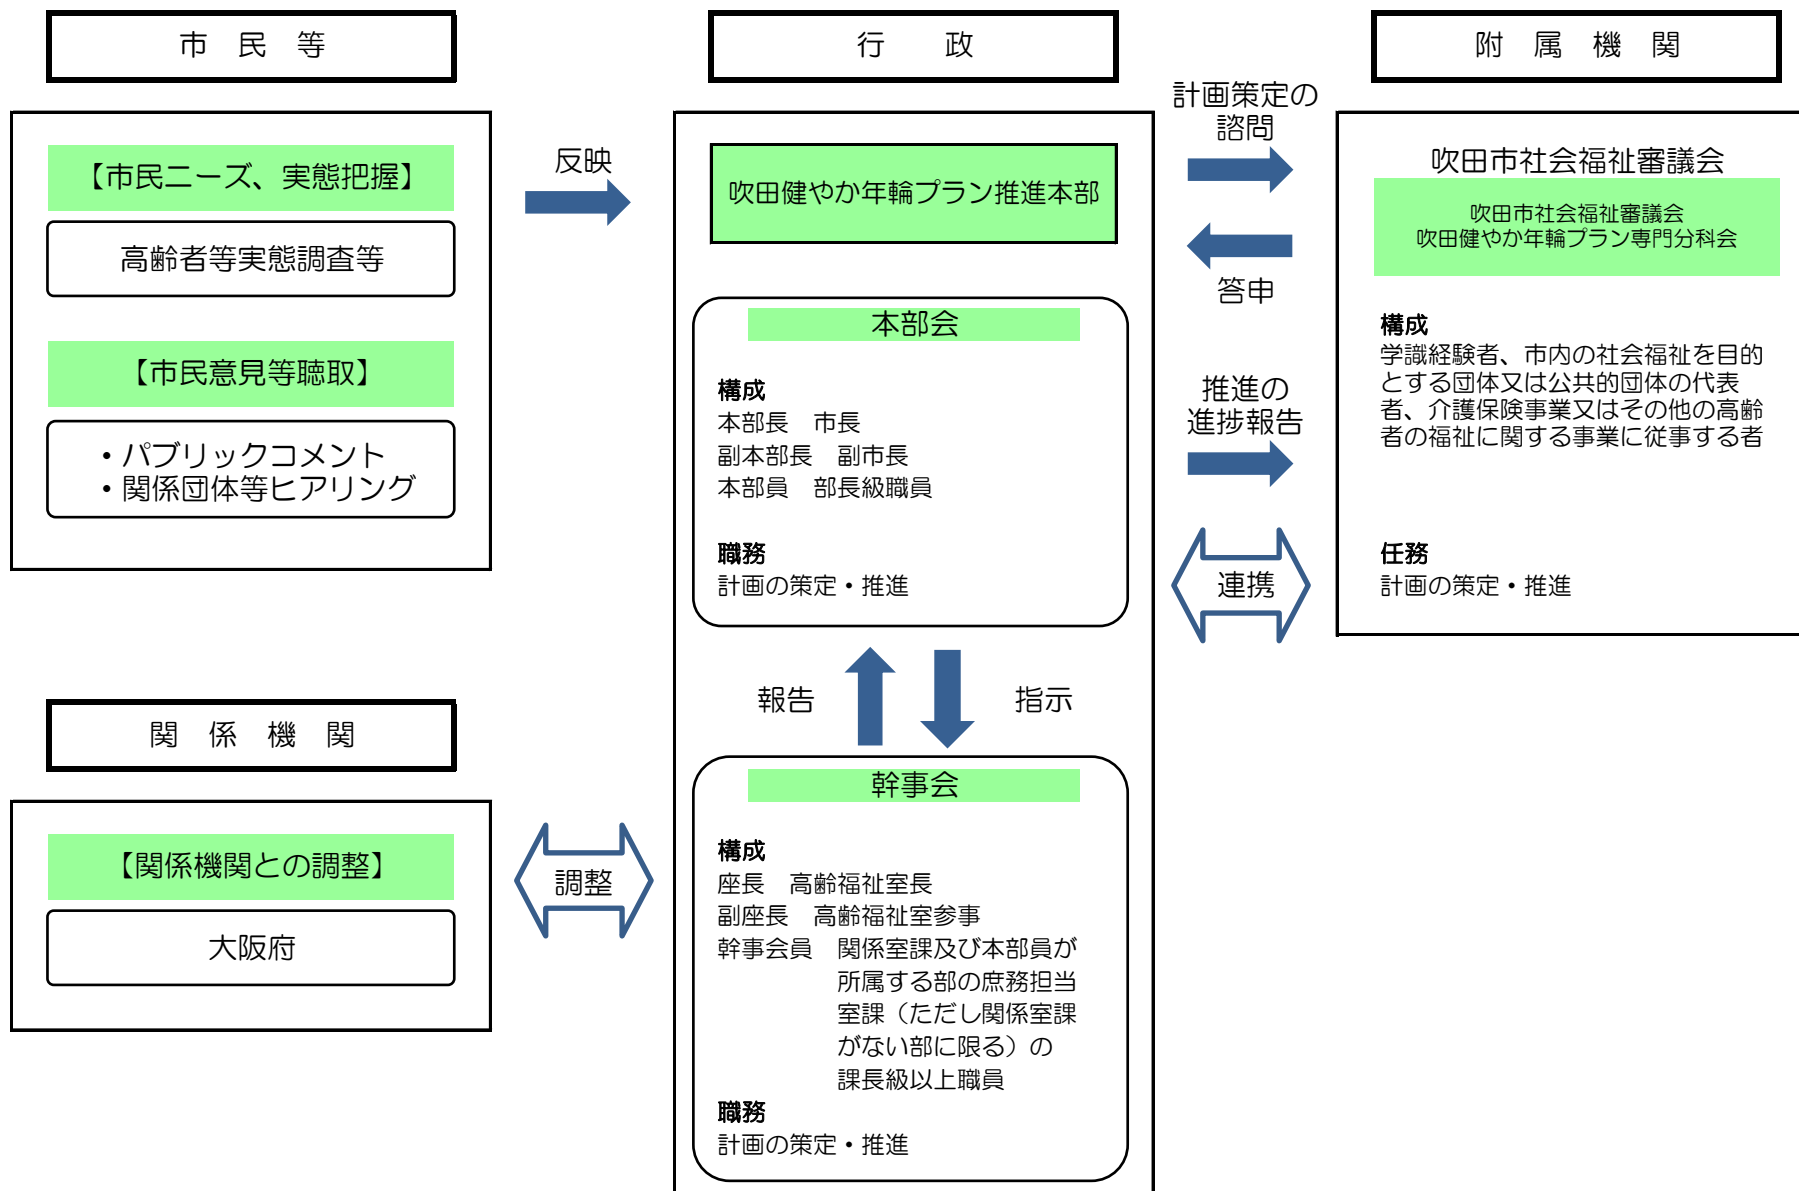 市　民　等
【市民ニーズ、実態把握】
高齢者等実態調査等
【市民意見等聴取】
・パブリックコメント
・関係団体等ヒアリング
反映
関　係　機　関
【関係機関との調整】
大阪府
調整
行　　政
吹田健やか年輪プラン推進本部
本部会
構成
本部長　市長
副本部長　副市長
本部員　部長級職員
職務
計画の策定・推進
報告
指示
幹事会
構成
座長　高齢福祉室長
副座長　高齢福祉室参事
幹事会員　関係室課及び本部員が
所属する部の庶務担当
室課（ただし関係室課
がない部に限る）の
課長級以上職員
職務
計画の策定・推進
計画策定の
諮問
答申
推進の
進捗報告
連携
附　属　機　関
吹田市社会福祉審議会
吹田市社会福祉審議会
吹田健やか年輪プラン専門分科会
構成
学識経験者、市内の社会福祉を目的
とする団体又は公共的団体の代表
者、介護保険事業又はその他の高齢
者の福祉に関する事業に従事する者
任務
計画の策定・推進